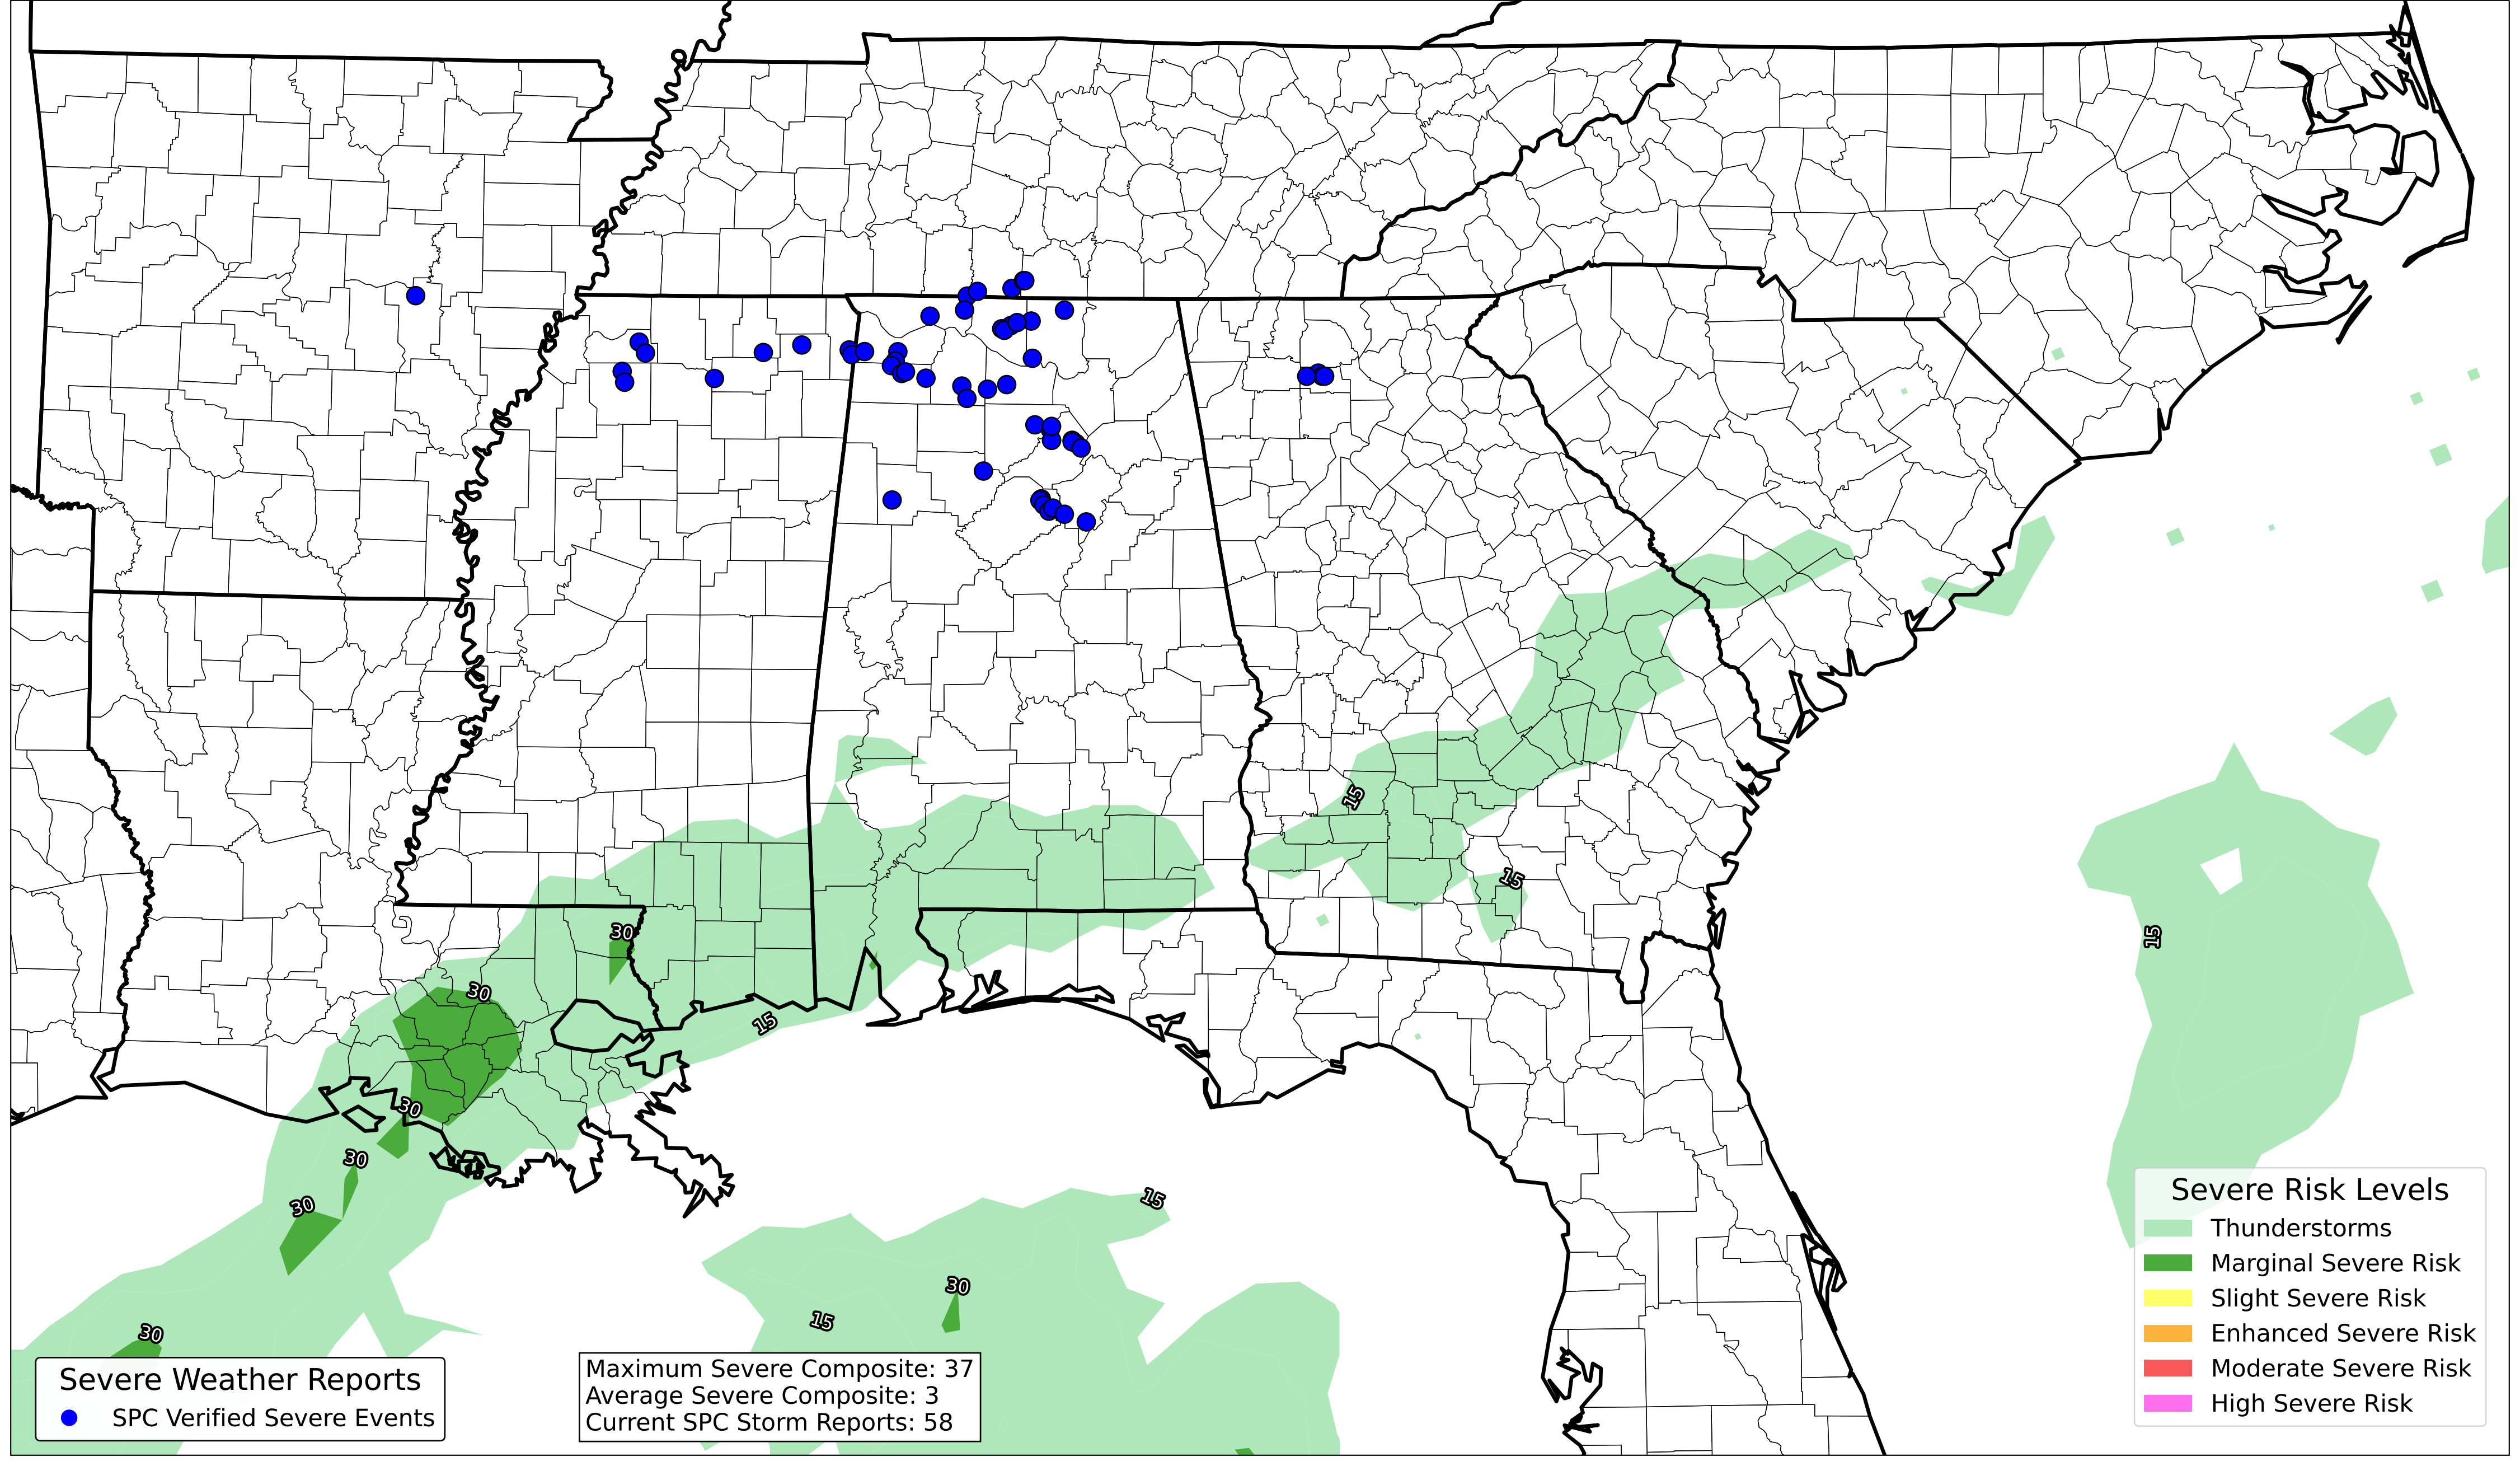 15
15
30
15
30
15
30
30
15
30
30
15
30
Severe Weather Reports
SPC Verified Severe Events
Maximum Severe Composite: 37
Average Severe Composite: 3
Current SPC Storm Reports: 58
Severe Risk Levels
Thunderstorms
Marginal Severe Risk
Slight Severe Risk
Enhanced Severe Risk
Moderate Severe Risk
High Severe Risk